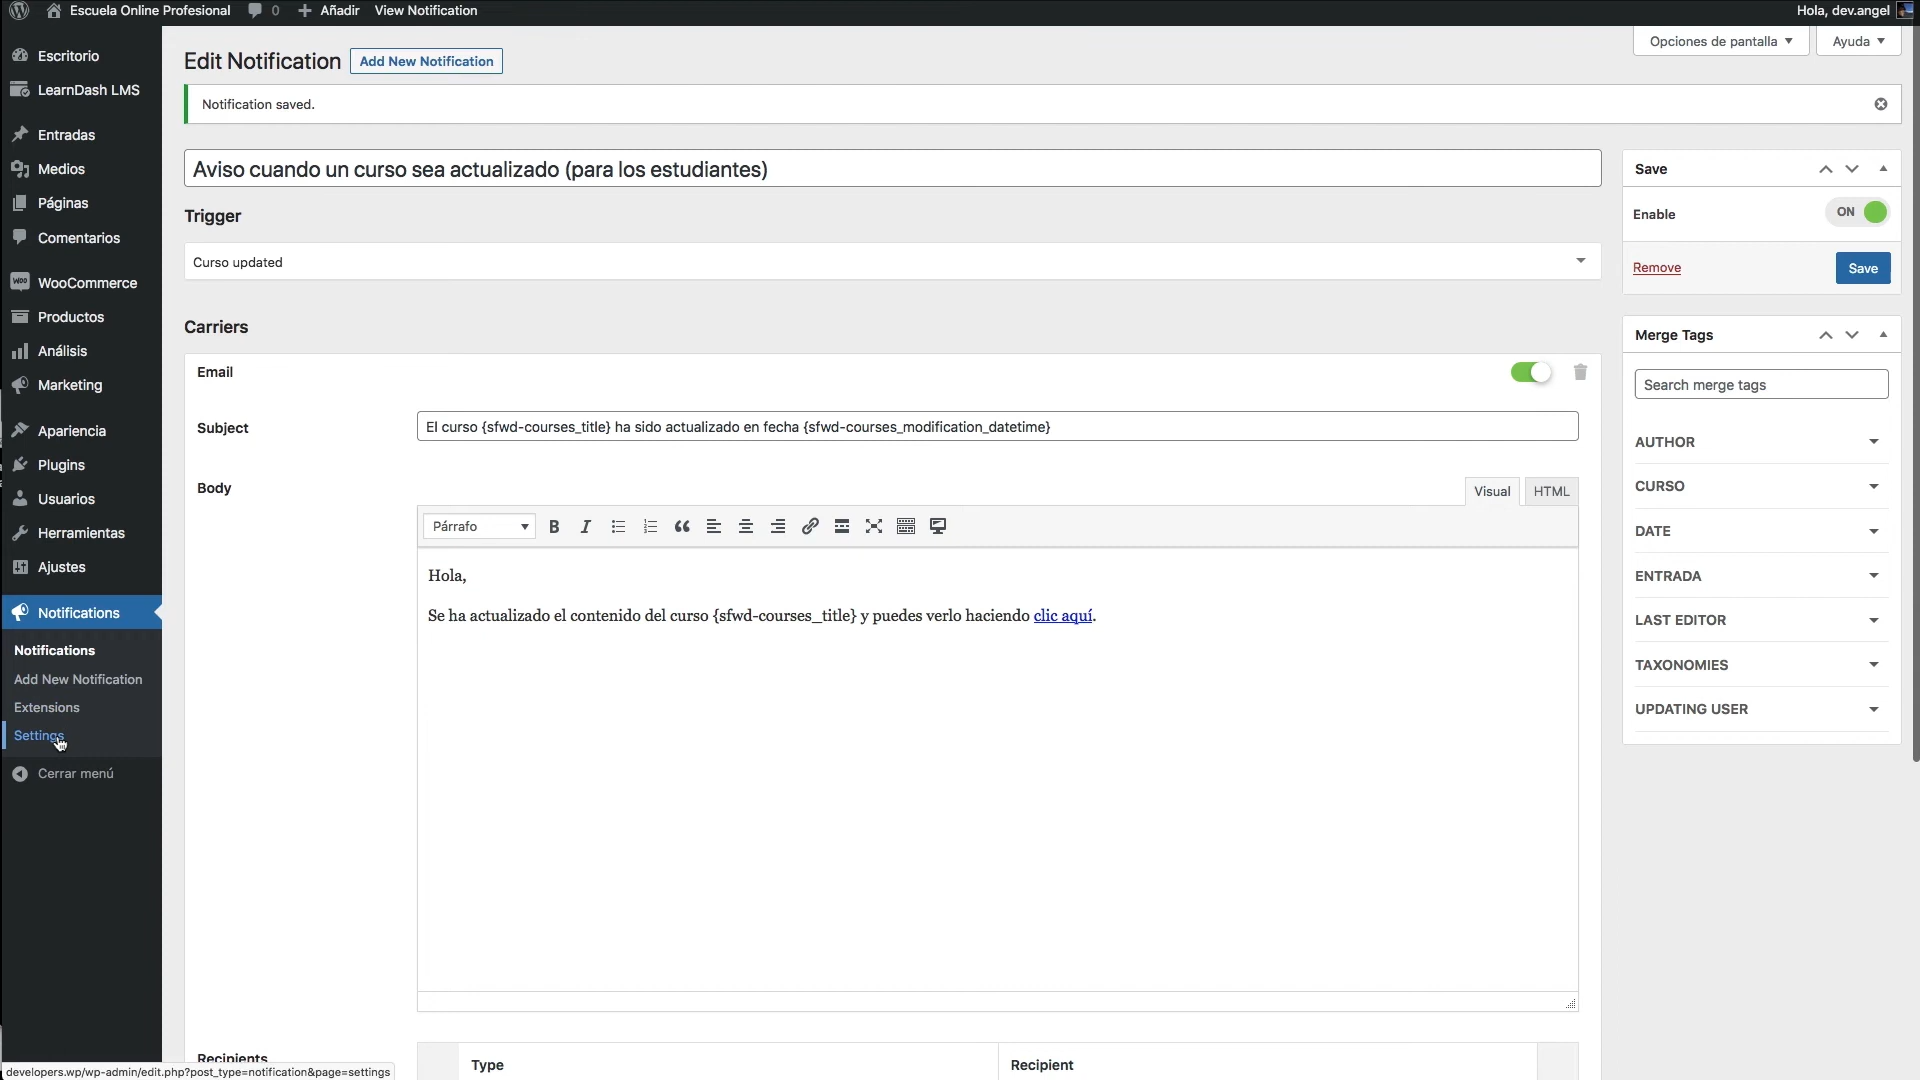 Escuela Online Profesional 0 Añadir View Notification Hola, dev.angel
Opciones de pantalla Ayuda
Escritorio
LearnDash LMS
Entradas
Medios
Páginas
Comentarios
WooCommerce
Productos
Análisis
Marketing
Apariencia
Plugins
Usuarios
Herramientas
Ajustes
Notifications
Notifications
Add New Notification
Extensions
Settings
Cerrar menú
Edit Notification Add New Notification
Notification saved.
Aviso cuando un curso sea actualizado (para los estudiantes)
Trigger
Curso updated
Carriers
Email
Subject El curso {sfwd-courses_title} ha sido actualizado en fecha {sfwd-courses_modification_datetime}
Body Visual HTML
Párrafo
Hola,
Se ha actualizado el contenido del curso {sfwd-courses_title} y puedes verlo haciendo clic aquí.
Recipients
Type Recipient
Save
Enable ON
Remove Save
Merge Tags
Search merge tags
AUTHOR
CURSO
DATE
ENTRADA
LAST EDITOR
TAXONOMIES
UPDATING USER
developers.wp/wp-admin/edit.php?post_type=notification&page=settings